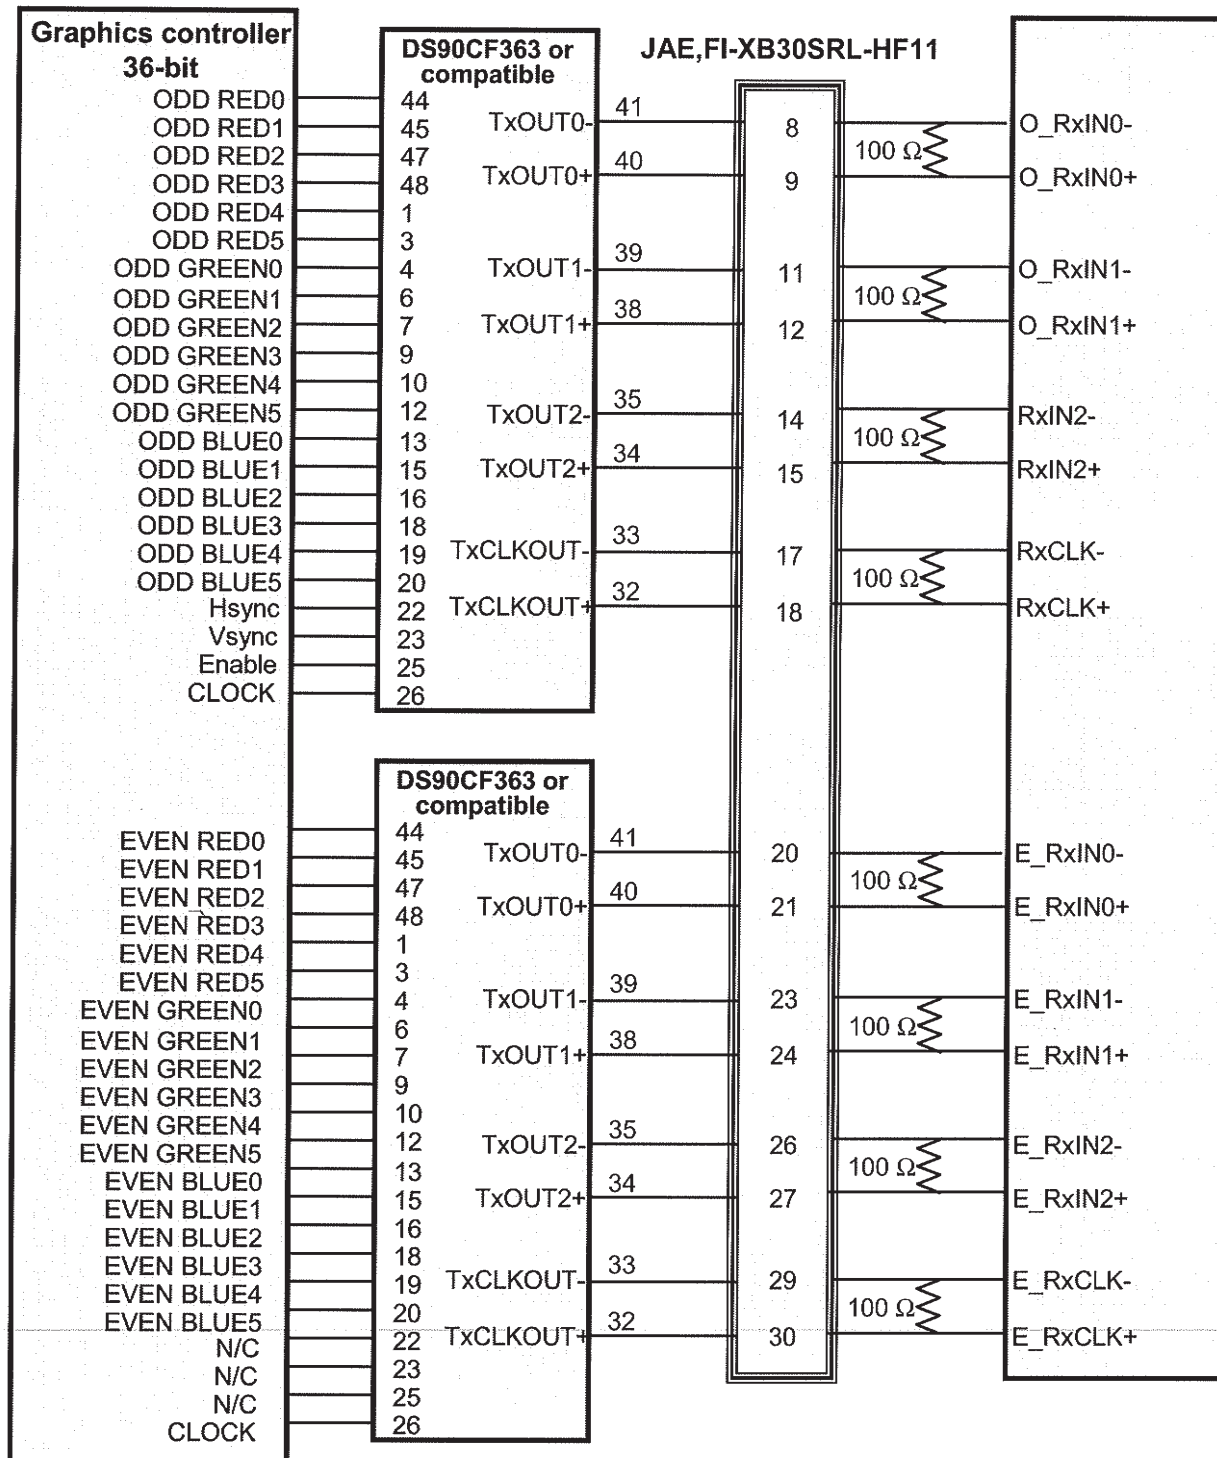 Graphics controller
36-bit
DS90CF363 or
compatible
JAE,FI-XB30SRL-HF11
ODD RED0 44
ODD RED1 45
ODD RED2 47
ODD RED3 48
ODD RED4 1
ODD RED5 3
ODD GREEN0 4
ODD GREEN1 6
ODD GREEN2 7
ODD GREEN3 9
ODD GREEN4 10
ODD GREEN5 12
ODD BLUE0 13
ODD BLUE1 15
ODD BLUE2 16
ODD BLUE3 18
ODD BLUE4 19
ODD BLUE5 20
Hsync 22
Vsync 23
Enable 25
CLOCK 26
TxOUT0- 41 8 O_RxIN0-
100 Ω
TxOUT0+ 40 9 O_RxIN0+
TxOUT1- 39 11 O_RxIN1-
100 Ω
TxOUT1+ 38 12 O_RxIN1+
TxOUT2- 35 14 RxIN2-
100 Ω
TxOUT2+ 34 15 RxIN2+
TxCLKOUT- 33 17 RxCLK-
100 Ω
TxCLKOUT+ 32 18 RxCLK+
DS90CF363 or
compatible
EVEN RED0 44
EVEN RED1 45
EVEN RED2 47
EVEN RED3 48
EVEN RED4 1
EVEN RED5 3
EVEN GREEN0 4
EVEN GREEN1 6
EVEN GREEN2 7
EVEN GREEN3 9
EVEN GREEN4 10
EVEN GREEN5 12
EVEN BLUE0 13
EVEN BLUE1 15
EVEN BLUE2 16
EVEN BLUE3 18
EVEN BLUE4 19
EVEN BLUE5 20
N/C 22
N/C 23
N/C 25
CLOCK 26
TxOUT0- 41 20 E_RxIN0-
100 Ω
TxOUT0+ 40 21 E_RxIN0+
TxOUT1- 39 23 E_RxIN1-
100 Ω
TxOUT1+ 38 24 E_RxIN1+
TxOUT2- 35 26 E_RxIN2-
100 Ω
TxOUT2+ 34 27 E_RxIN2+
TxCLKOUT- 33 29 E_RxCLK-
100 Ω
TxCLKOUT+ 32 30 E_RxCLK+